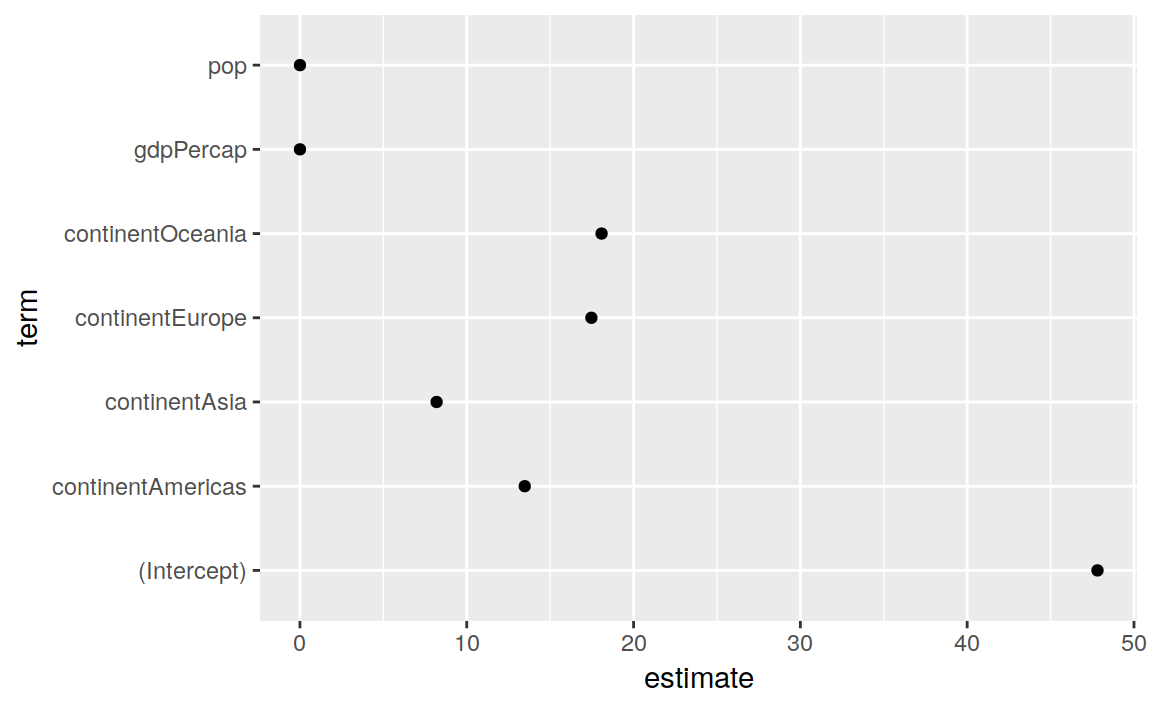 pop
gdpPercap
continentOceania
continentEurope
continentAsia
continentAmericas
(Intercept)
term
0 10 20 30 40 50
estimate